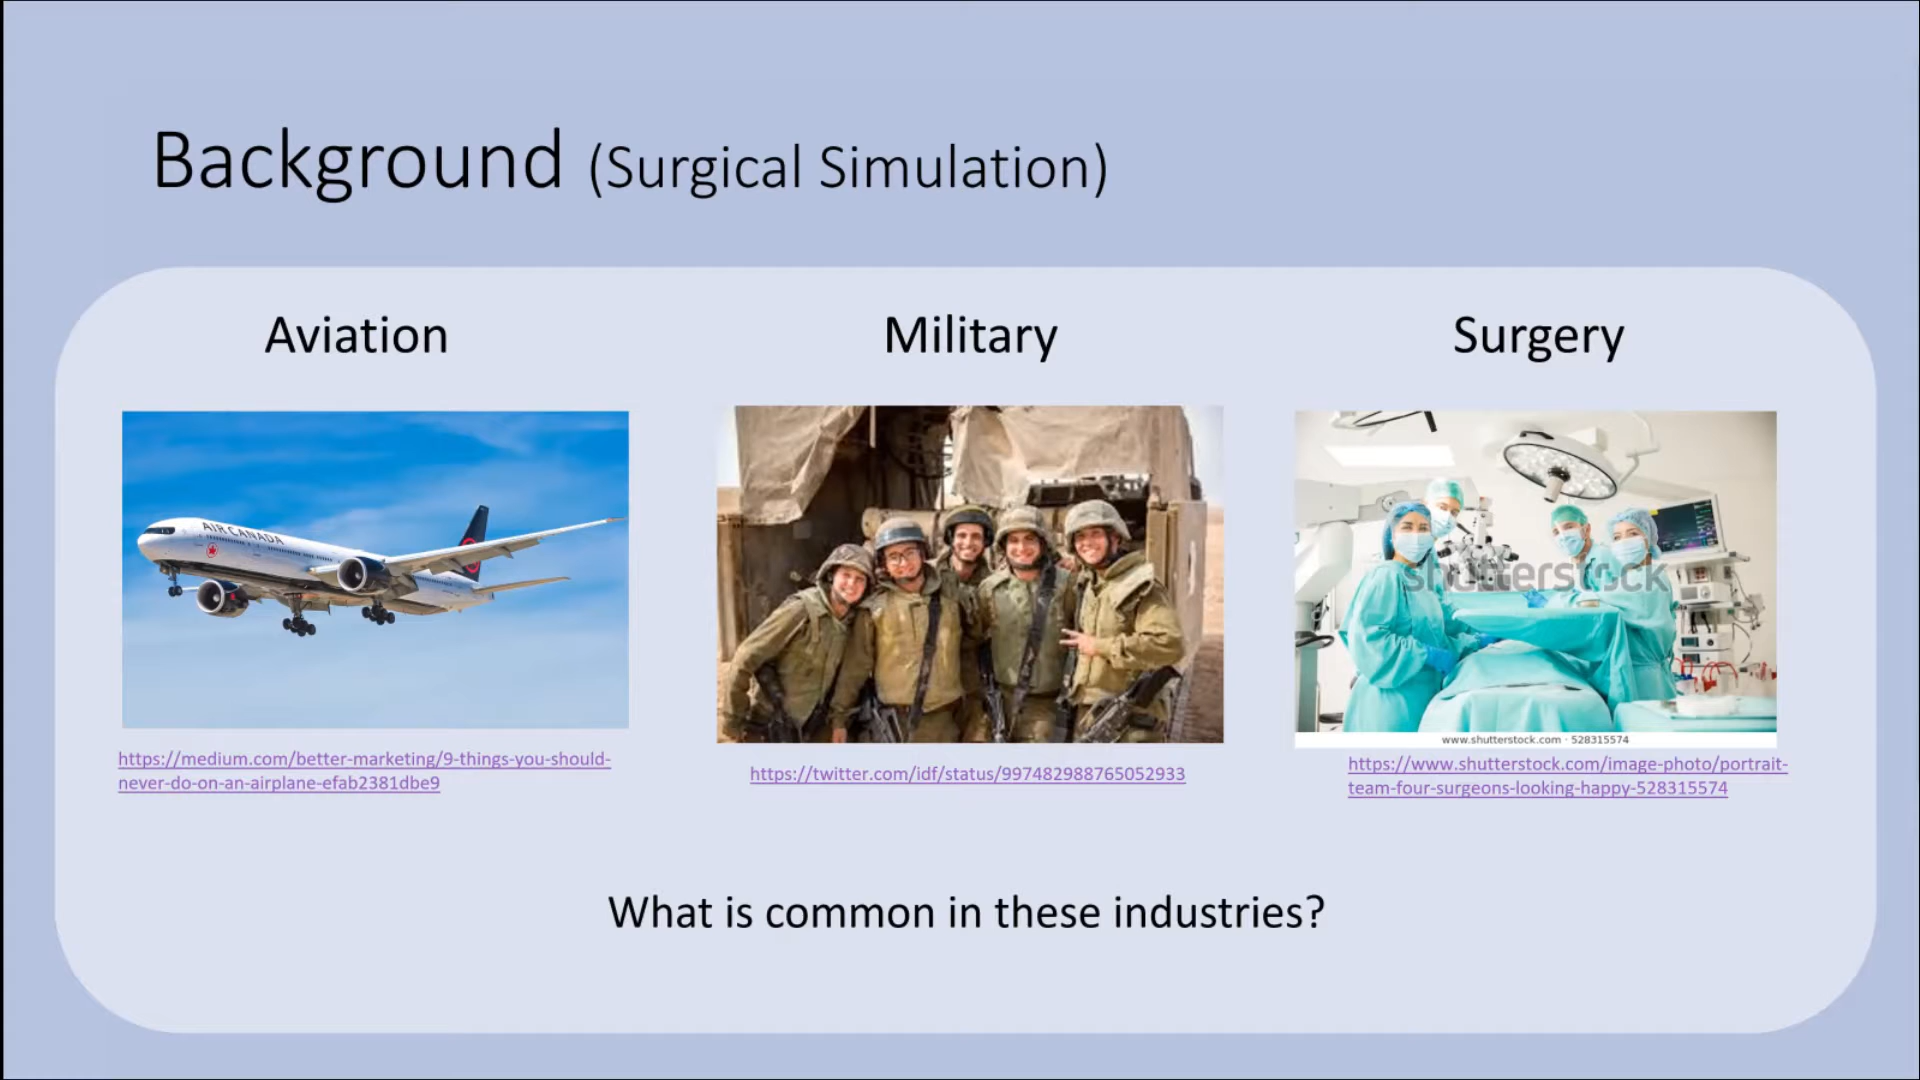 Background (Surgical Simulation)
Aviation
Military
Surgery
AIR CANADA
shutterstock
www.shutterstock.com · 528315574
https://medium.com/better-marketing/9-things-you-should-
never-do-on-an-airplane-efab2381dbe9
https://twitter.com/idf/status/997482988765052933
https://www.shutterstock.com/image-photo/portrait-
team-four-surgeons-looking-happy-528315574
What is common in these industries?